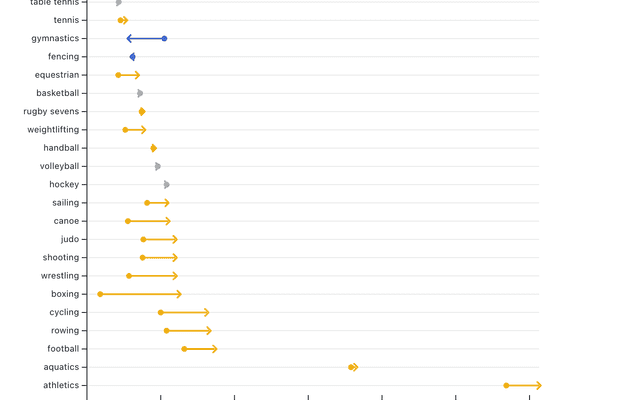 table tennis
tennis
gymnastics
fencing
equestrian
basketball
rugby sevens
weightlifting
handball
volleyball
hockey
sailing
canoe
judo
shooting
wrestling
boxing
cycling
rowing
football
aquatics
athletics